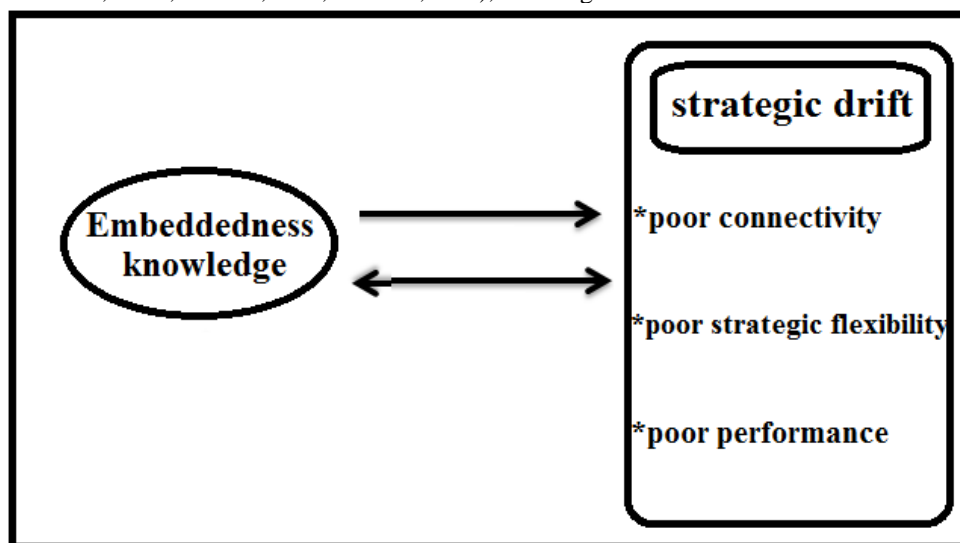 strategic drift
Embeddedness
knowledge
*poor connectivity
*poor strategic flexibility
*poor performance